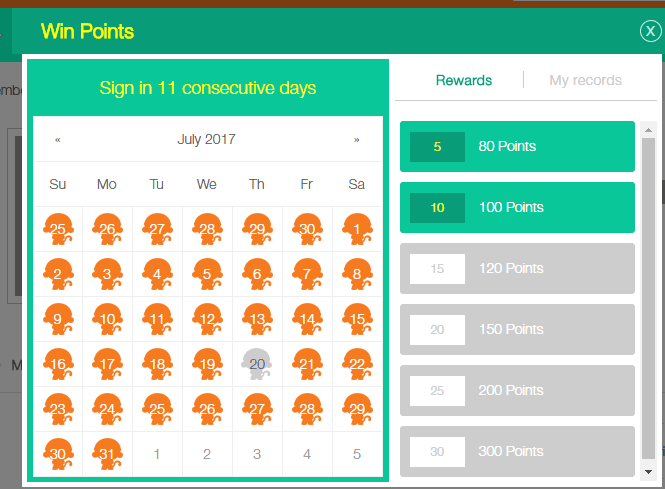 Win Points
X
Sign in 11 consecutive days
« July 2017 »
Su Mo Tu We Th Fr Sa
25 26 27 28 29 30 1
2 3 4 5 6 7 8
9 10 11 12 13 14 15
16 17 18 19 20 21 22
23 24 25 26 27 28 29
30 31 1 2 3 4 5
Rewards My records
5 80 Points
10 100 Points
15 120 Points
20 150 Points
25 200 Points
30 300 Points